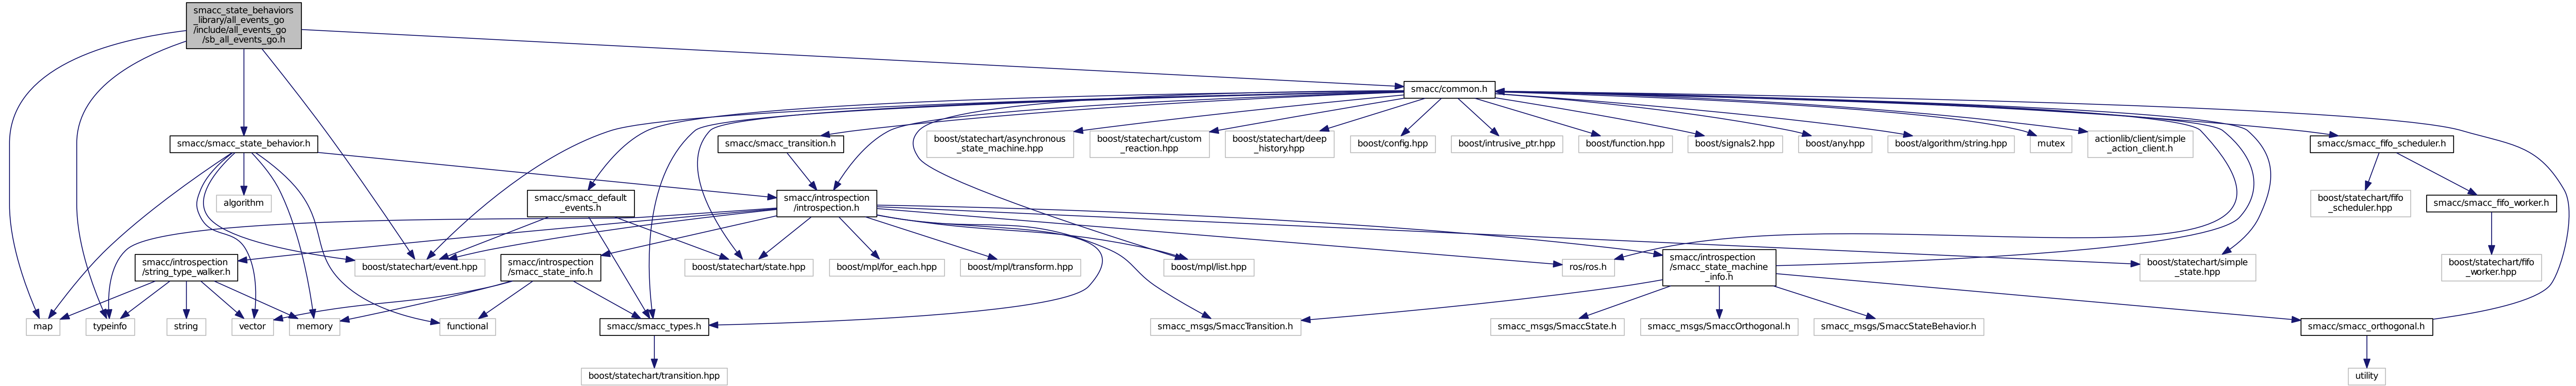 smacc_state_behaviors
_library/all_events_go
/include/all_events_go
/sb_all_events_go.h
smacc/common.h
smacc/smacc_state_behavior.h
smacc/smacc_transition.h
boost/statechart/asynchronous
_state_machine.hpp
boost/statechart/custom
_reaction.hpp
boost/statechart/deep
_history.hpp
boost/config.hpp
boost/intrusive_ptr.hpp
boost/function.hpp
boost/signals2.hpp
boost/any.hpp
boost/algorithm/string.hpp
mutex
actionlib/client/simple
_action_client.h
smacc/smacc_fifo_scheduler.h
algorithm
smacc/smacc_default
_events.h
smacc/introspection
/introspection.h
boost/statechart/fifo
_scheduler.hpp
smacc/smacc_fifo_worker.h
smacc/introspection
/string_type_walker.h
boost/statechart/event.hpp
smacc/introspection
/smacc_state_info.h
boost/statechart/state.hpp
boost/mpl/for_each.hpp
boost/mpl/transform.hpp
boost/mpl/list.hpp
ros/ros.h
smacc/introspection
/smacc_state_machine
_info.h
boost/statechart/simple
_state.hpp
boost/statechart/fifo
_worker.hpp
map
typeinfo
string
vector
memory
functional
smacc/smacc_types.h
smacc_msgs/SmaccTransition.h
smacc_msgs/SmaccState.h
smacc_msgs/SmaccOrthogonal.h
smacc_msgs/SmaccStateBehavior.h
smacc/smacc_orthogonal.h
boost/statechart/transition.hpp
utility